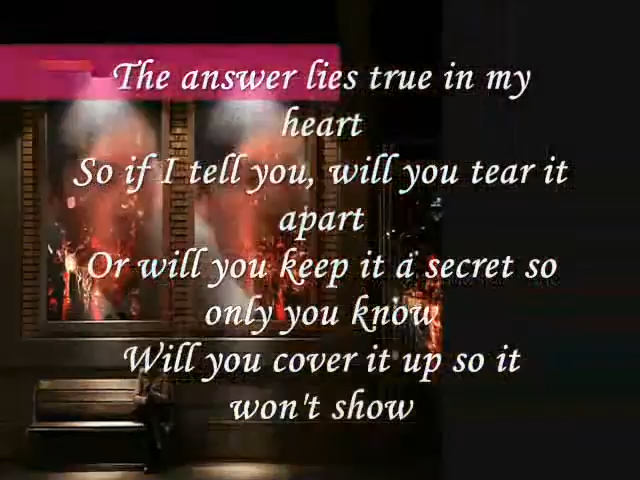 The answer lies true in my
heart
So if I tell you, will you tear it
apart
Or will you keep it a secret so
only you know
Will you cover it up so it
won't show